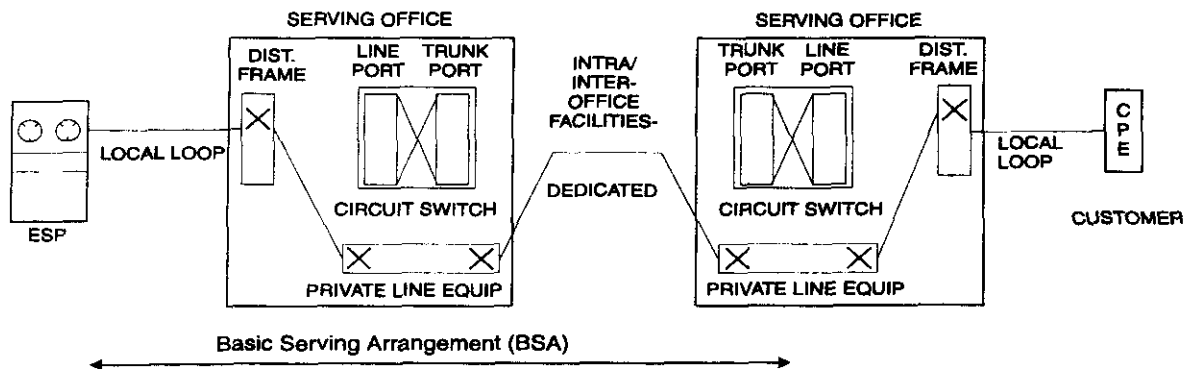 SERVING OFFICE
DIST.
FRAME
LINE
PORT
TRUNK
PORT
CIRCUIT SWITCH
PRIVATE LINE EQUIP
ESP
LOCAL LOOP
INTRA/
INTER-
OFFICE
FACILITIES-
DEDICATED
SERVING OFFICE
TRUNK
PORT
LINE
PORT
DIST.
FRAME
CIRCUIT SWITCH
PRIVATE LINE EQUIP
LOCAL
LOOP
CPE
CUSTOMER
Basic Serving Arrangement (BSA)